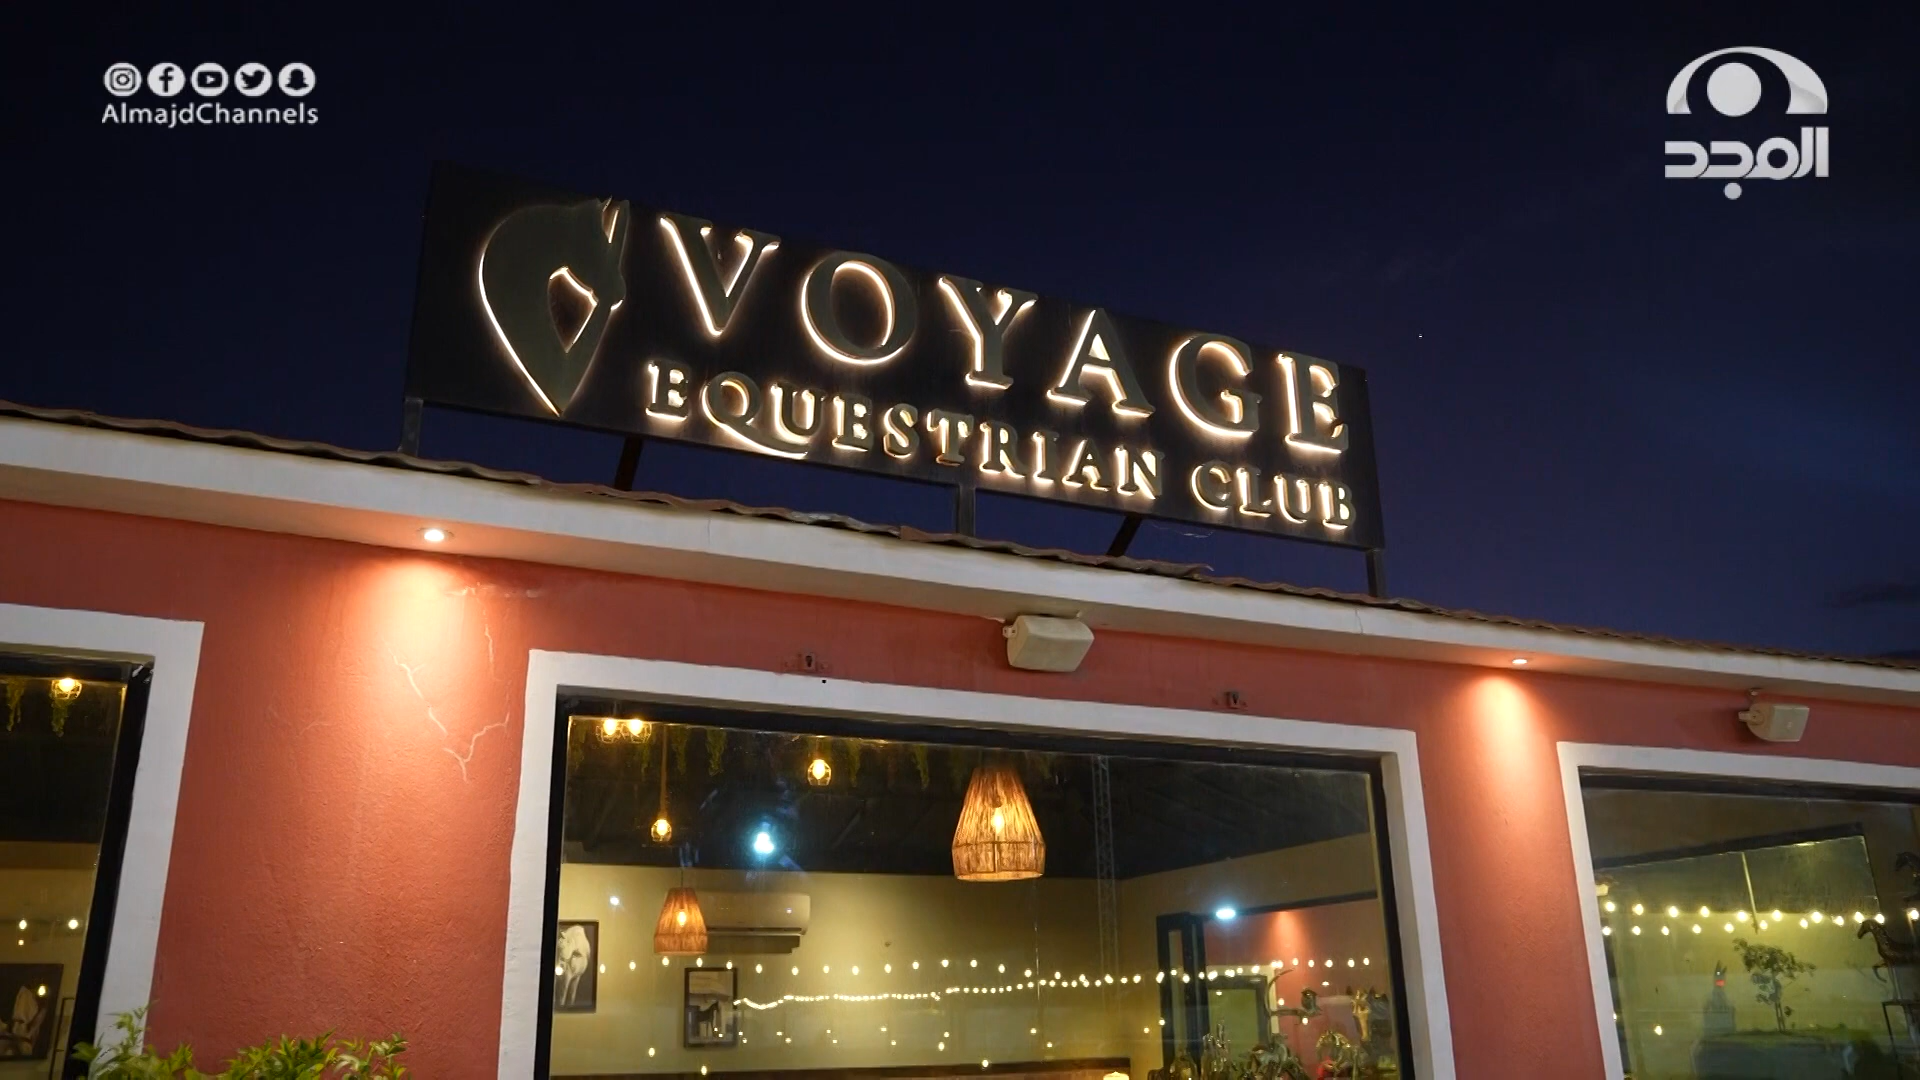 AlmajdChannels
المجد
VOYAGE
EQUESTRIAN CLUB